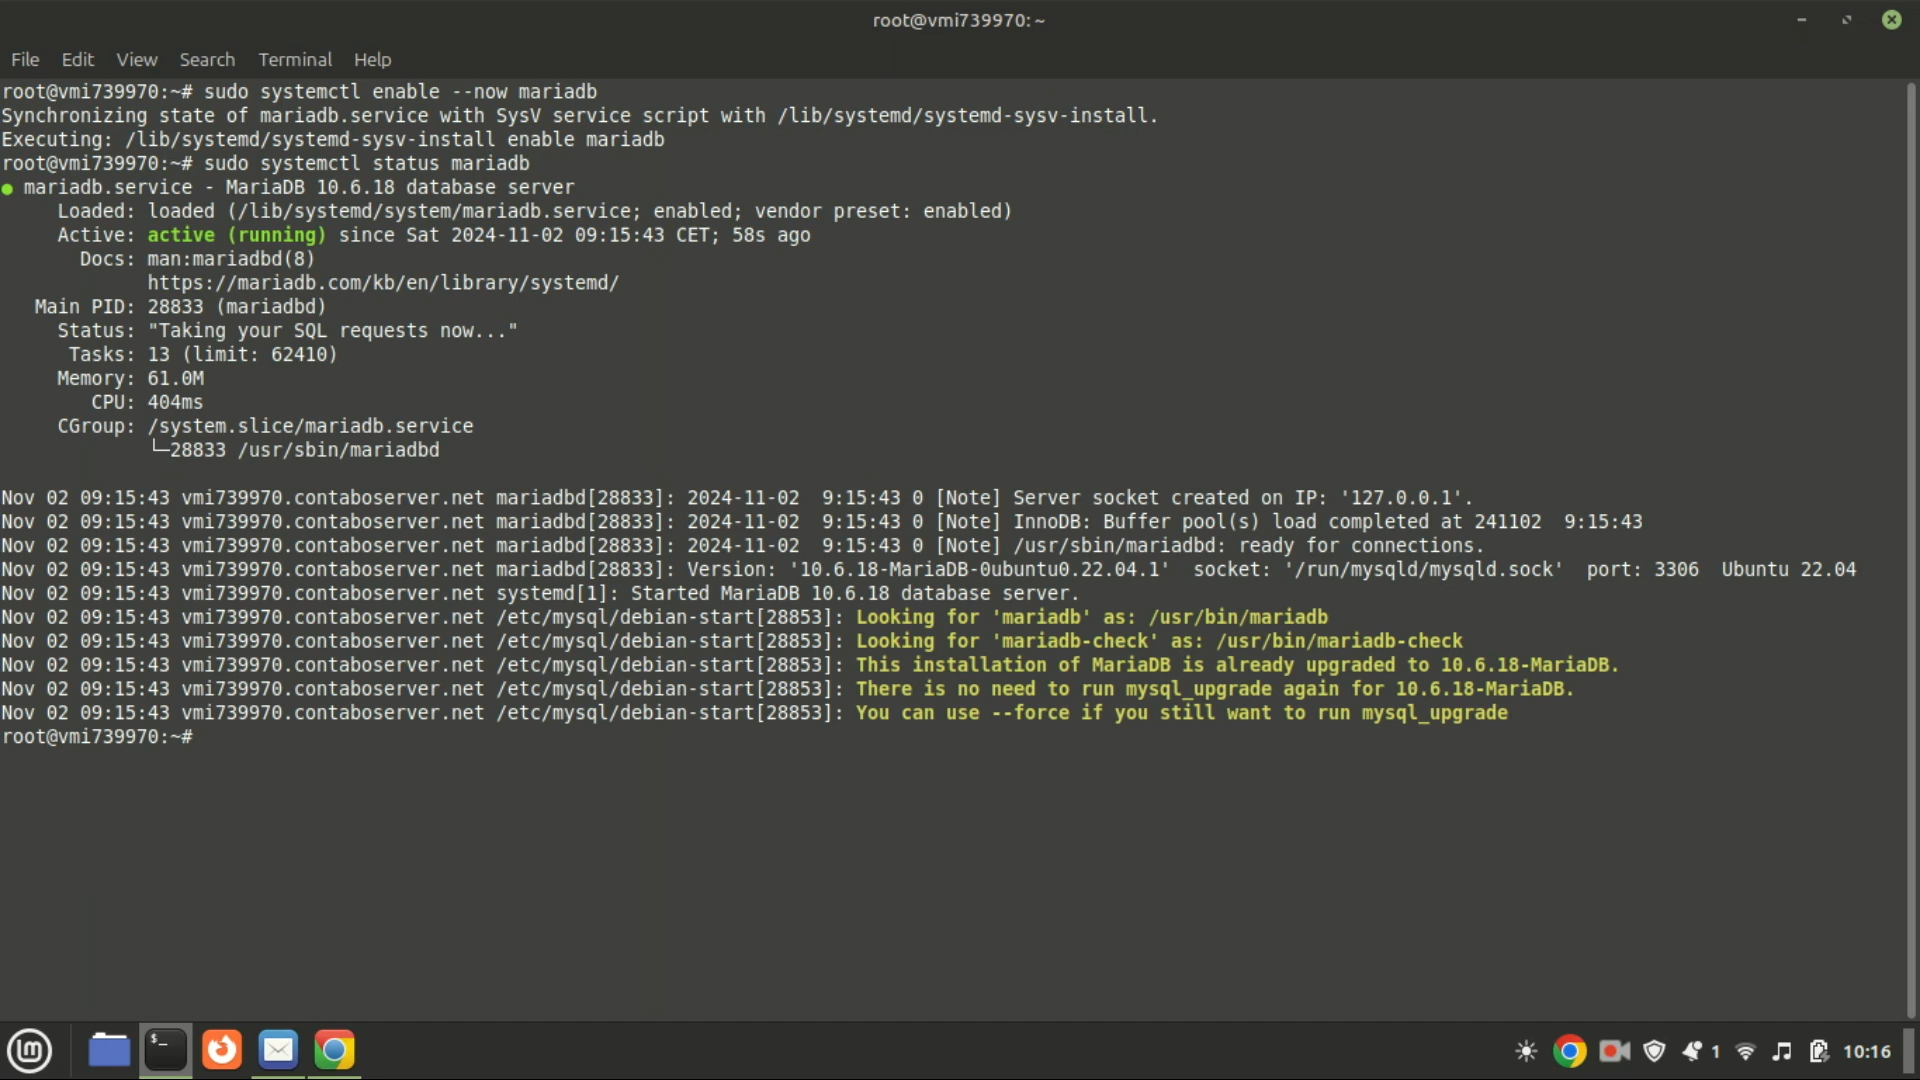 root@vmi739970:~
File Edit View Search Terminal Help
root@vmi739970:~# sudo systemctl enable --now mariadb
Synchronizing state of mariadb.service with SysV service script with /lib/systemd/systemd-sysv-install.
Executing: /lib/systemd/systemd-sysv-install enable mariadb
root@vmi739970:~# sudo systemctl status mariadb
● mariadb.service - MariaDB 10.6.18 database server
     Loaded: loaded (/lib/systemd/system/mariadb.service; enabled; vendor preset: enabled)
     Active: active (running) since Sat 2024-11-02 09:15:43 CET; 58s ago
       Docs: man:mariadbd(8)
             https://mariadb.com/kb/en/library/systemd/
   Main PID: 28833 (mariadbd)
     Status: "Taking your SQL requests now..."
      Tasks: 13 (limit: 62410)
     Memory: 61.0M
        CPU: 404ms
     CGroup: /system.slice/mariadb.service
             └─28833 /usr/sbin/mariadbd
Nov 02 09:15:43 vmi739970.contaboserver.net mariadbd[28833]: 2024-11-02  9:15:43 0 [Note] Server socket created on IP: '127.0.0.1'.
Nov 02 09:15:43 vmi739970.contaboserver.net mariadbd[28833]: 2024-11-02  9:15:43 0 [Note] InnoDB: Buffer pool(s) load completed at 241102  9:15:43
Nov 02 09:15:43 vmi739970.contaboserver.net mariadbd[28833]: 2024-11-02  9:15:43 0 [Note] /usr/sbin/mariadbd: ready for connections.
Nov 02 09:15:43 vmi739970.contaboserver.net mariadbd[28833]: Version: '10.6.18-MariaDB-0ubuntu0.22.04.1'  socket: '/run/mysqld/mysqld.sock'  port: 3306  Ubuntu 22.04
Nov 02 09:15:43 vmi739970.contaboserver.net systemd[1]: Started MariaDB 10.6.18 database server.
Nov 02 09:15:43 vmi739970.contaboserver.net /etc/mysql/debian-start[28853]: Looking for 'mariadb' as: /usr/bin/mariadb
Nov 02 09:15:43 vmi739970.contaboserver.net /etc/mysql/debian-start[28853]: Looking for 'mariadb-check' as: /usr/bin/mariadb-check
Nov 02 09:15:43 vmi739970.contaboserver.net /etc/mysql/debian-start[28853]: This installation of MariaDB is already upgraded to 10.6.18-MariaDB.
Nov 02 09:15:43 vmi739970.contaboserver.net /etc/mysql/debian-start[28853]: There is no need to run mysql_upgrade again for 10.6.18-MariaDB.
Nov 02 09:15:43 vmi739970.contaboserver.net /etc/mysql/debian-start[28853]: You can use --force if you still want to run mysql_upgrade
root@vmi739970:~#
$_ 1 10:16